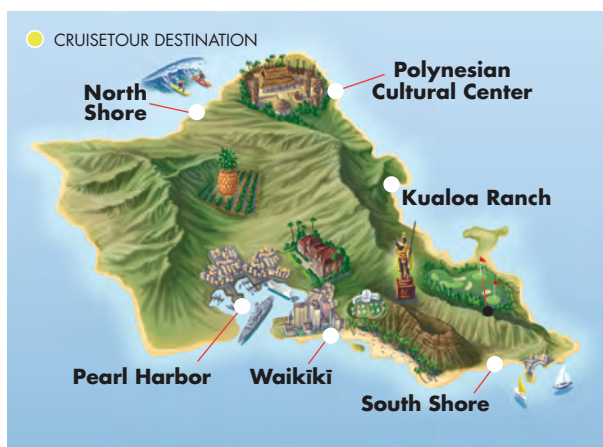 CRUISETOUR DESTINATION
North
Shore
Polynesian
Cultural Center
Kualoa Ranch
Pearl Harbor
Waikīkī
South Shore